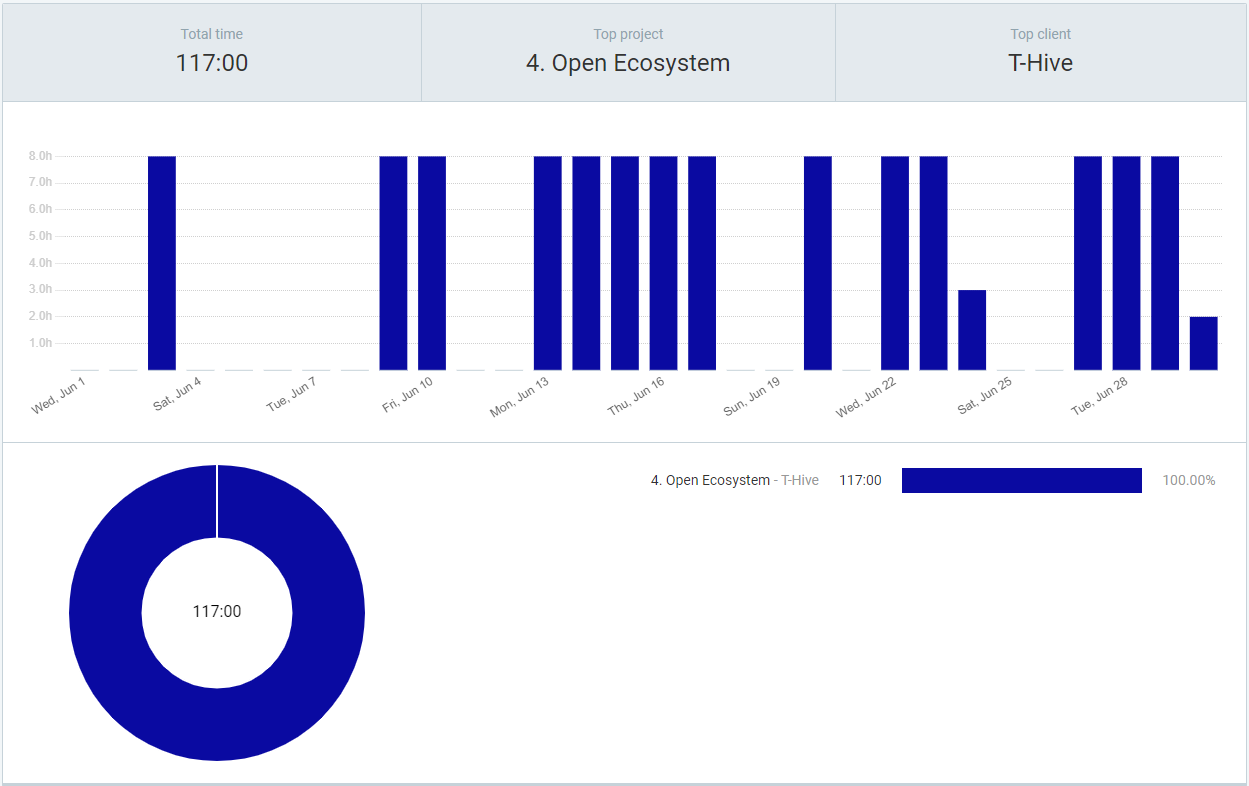 Total time
117:00
Top project
4. Open Ecosystem
Top client
T-Hive
8.0h
7.0h
6.0h
5.0h
4.0h
3.0h
2.0h
1.0h
Wed, Jun 1
Sat, Jun 4
Tue, Jun 7
Fri, Jun 10
Mon, Jun 13
Thu, Jun 16
Sun, Jun 19
Wed, Jun 22
Sat, Jun 25
Tue, Jun 28
117:00
4. Open Ecosystem - T-Hive 117:00 100.00%